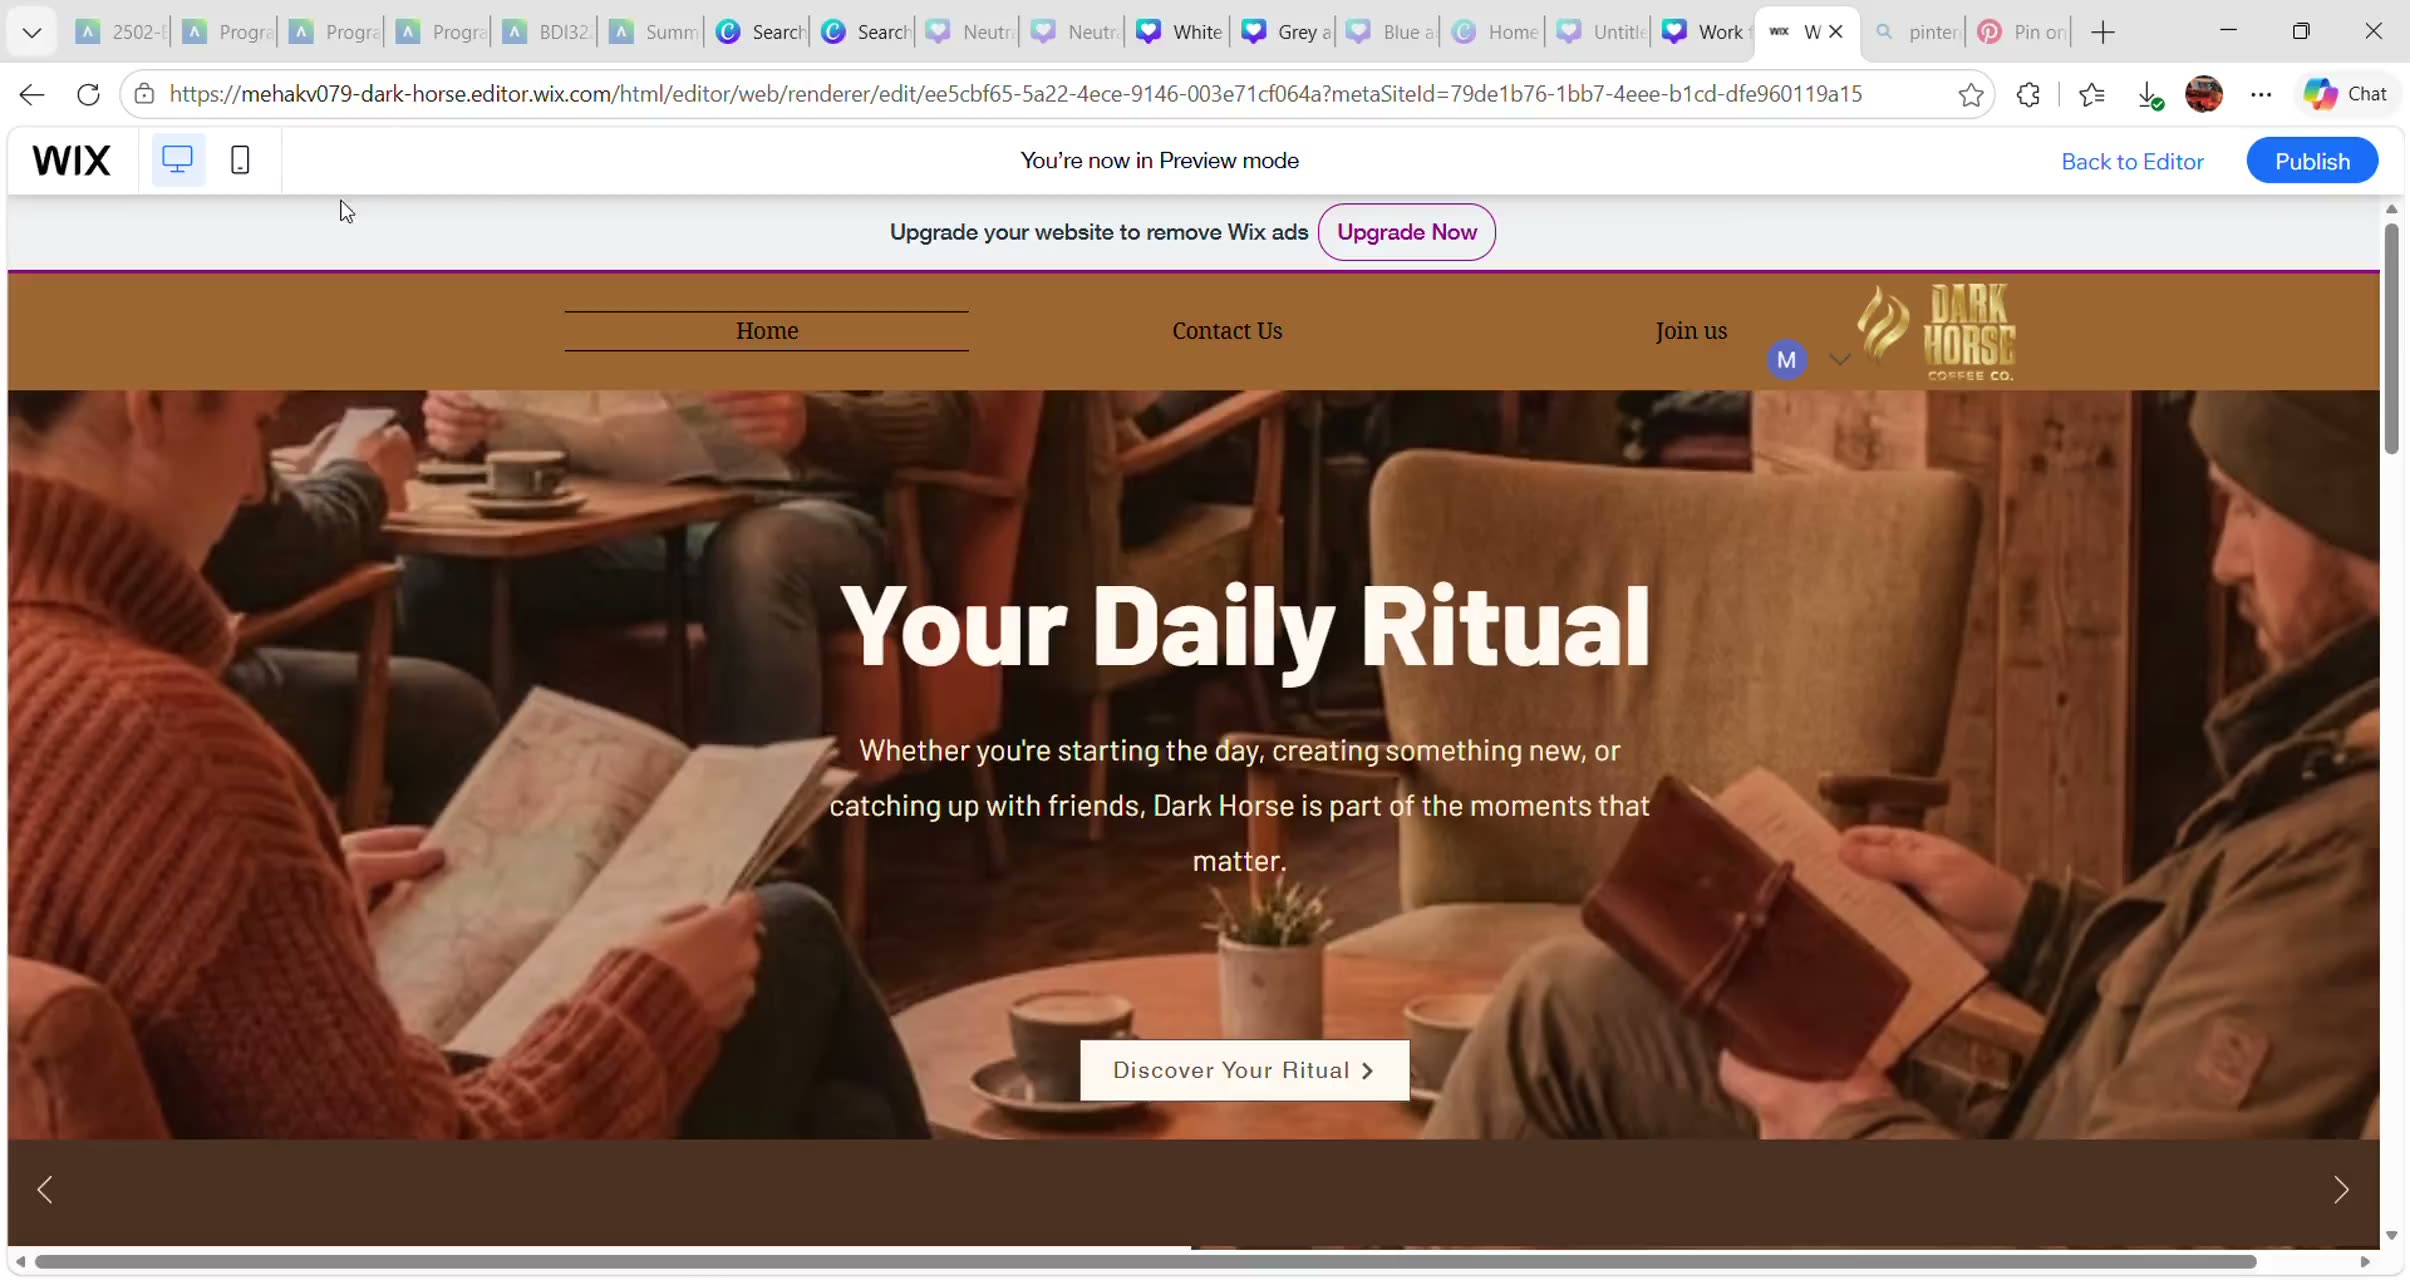 2502-
Progra
Progra
Progra
BDI32
Summ
Search
Search
Neutr
Neutr
White
Grey a
Blue a
Home
Untitle
Work
W
pinter
Pin on
https://mehakv079-dark-horse.editor.wix.com/html/editor/web/renderer/edit/ee5cbf65-5a22-4ece-9146-003e71cf064a?metaSiteId=79de1b76-1bb7-4eee-b1cd-dfe960119a15
Chat
WIX
You're now in Preview mode
Back to Editor
Publish
Upgrade your website to remove Wix ads
Upgrade Now
Home
Contact Us
Join us
M
DARK
HORSE
COFFEE CO.
Your Daily Ritual
Whether you're starting the day, creating something new, or
catching up with friends, Dark Horse is part of the moments that
matter.
Discover Your Ritual >